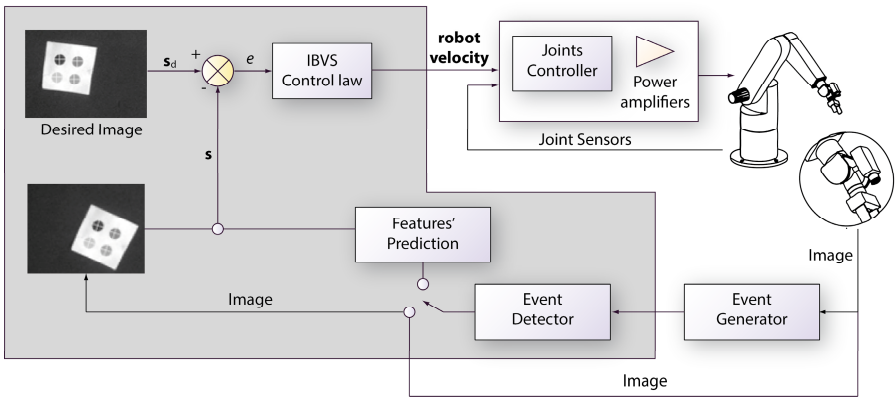 Desired Image
s_d
+
-
e
IBVS
Control law
robot
velocity
Joints
Controller
Power
amplifiers
Joint Sensors
s
Features'
Prediction
Image
Event
Detector
Event
Generator
Image
Image